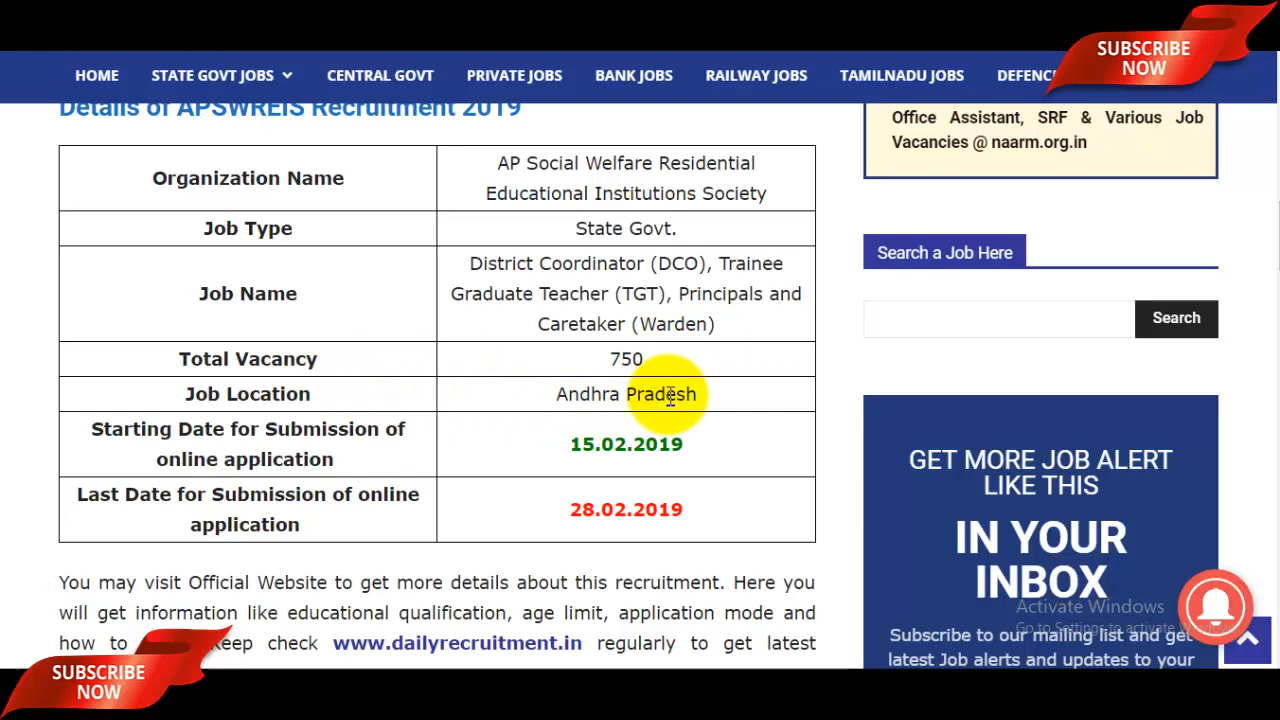 SUBSCRIBE
NOW
HOME STATE GOVT JOBS CENTRAL GOVT PRIVATE JOBS BANK JOBS RAILWAY JOBS TAMILNADU JOBS
Details of APSWREIS Recruitment 2019
Organization Name
AP Social Welfare Residential
Educational Institutions Society
Job Type
State Govt.
Job Name
District Coordinator (DCO), Trainee
Graduate Teacher (TGT), Principals and
Caretaker (Warden)
Total Vacancy
750
Job Location
Andhra Pradesh
Starting Date for Submission of
online application
15.02.2019
Last Date for Submission of online
application
28.02.2019
You may visit Official Website to get more details about this recruitment. Here you
will get information like educational qualification, age limit, application mode and
how to keep check www.dailyrecruitment.in regularly to get latest
Office Assistant, SRF & Various Job
Vacancies @ naarm.org.in
Search a Job Here
Search
GET MORE JOB ALERT
LIKE THIS
IN YOUR
INBOX
Activate Windows
Go to Settings to activate
Subscribe to our mailing list and get
latest Job alerts and updates to your
SUBSCRIBE
NOW